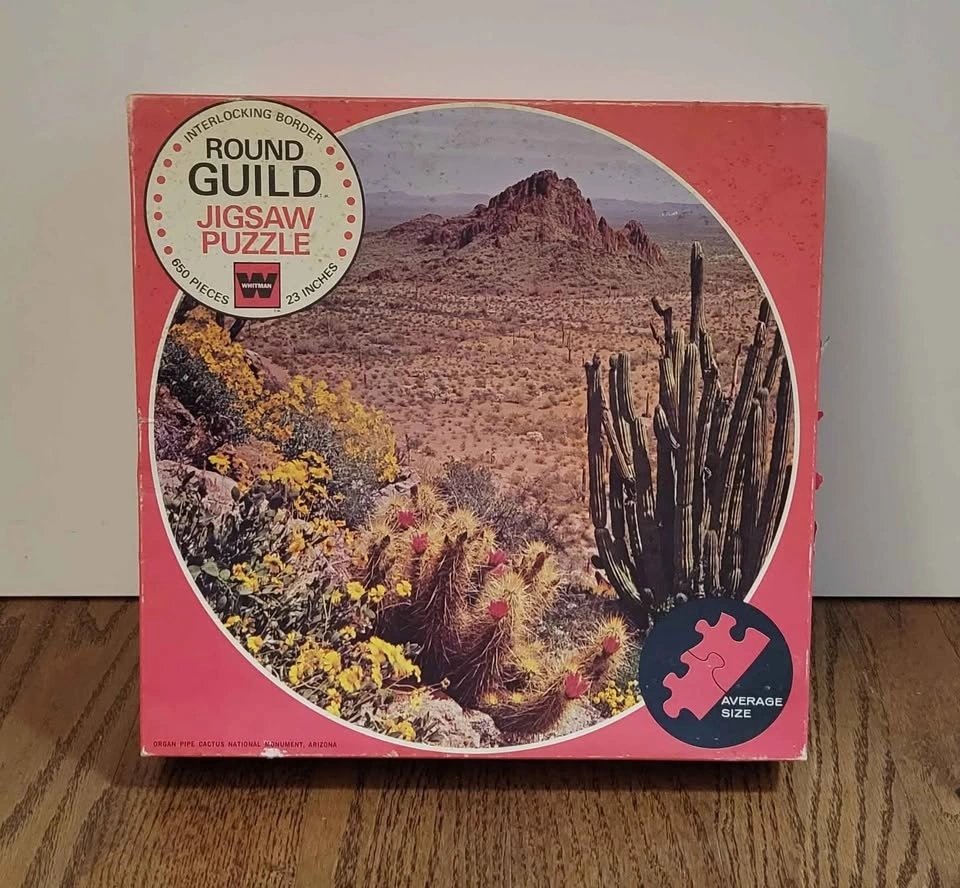 INTERLOCKING BORDER
ROUND
GUILD
JIGSAW
PUZZLE
650 PIECES
WHITMAN
23 INCHES
AVERAGE
SIZE
ORGAN PIPE CACTUS NATIONAL MONUMENT, ARIZONA